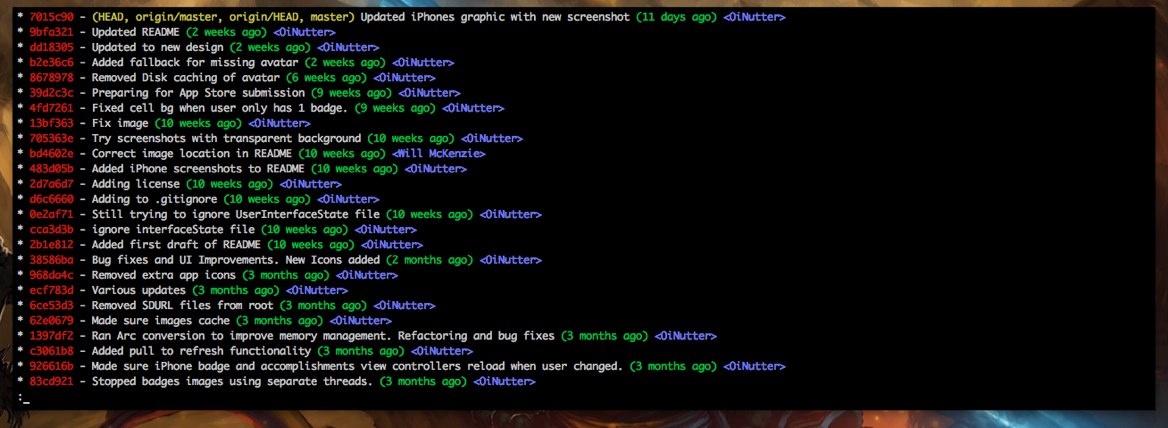 * 7015c90 - (HEAD, origin/master, origin/HEAD, master) Updated iPhones graphic with new screenshot (11 days ago) <OiNutter>
* 9bfa321 - Updated README (2 weeks ago) <OiNutter>
* dd18305 - Updated to new design (2 weeks ago) <OiNutter>
* b2e36c6 - Added fallback for missing avatar (2 weeks ago) <OiNutter>
* 8678978 - Removed Disk caching of avatar (6 weeks ago) <OiNutter>
* 39d2c3c - Preparing for App Store submission (9 weeks ago) <OiNutter>
* 4fd7261 - Fixed cell bg when user only has 1 badge. (9 weeks ago) <OiNutter>
* 13bf363 - Fix image (10 weeks ago) <OiNutter>
* 705363e - Try screenshots with transparent background (10 weeks ago) <OiNutter>
* bd4602e - Correct image location in README (10 weeks ago) <Will McKenzie>
* 483d05b - Added iPhone screenshots to README (10 weeks ago) <OiNutter>
* 2d7a6d7 - Adding license (10 weeks ago) <OiNutter>
* d6c6660 - Adding to .gitignore (10 weeks ago) <OiNutter>
* 0e2af71 - Still trying to ignore UserInterfaceState file (10 weeks ago) <OiNutter>
* cca3d3b - ignore interfaceState file (10 weeks ago) <OiNutter>
* 2b1e812 - Added first draft of README (10 weeks ago) <OiNutter>
* 38586ba - Bug fixes and UI Improvements. New Icons added (2 months ago) <OiNutter>
* 968da4c - Removed extra app icons (3 months ago) <OiNutter>
* ecf783d - Various updates (3 months ago) <OiNutter>
* 6ce53d3 - Removed SDURL files from root (3 months ago) <OiNutter>
* 62e0679 - Made sure images cache (3 months ago) <OiNutter>
* 1397df2 - Ran Arc conversion to improve memory management. Refactoring and bug fixes (3 months ago) <OiNutter>
* c3061b8 - Added pull to refresh functionality (3 months ago) <OiNutter>
* 926616b - Made sure iPhone badge and accomplishments view controllers reload when user changed. (3 months ago) <OiNutter>
* 83cd921 - Stopped badges images using separate threads. (3 months ago) <OiNutter>
:_